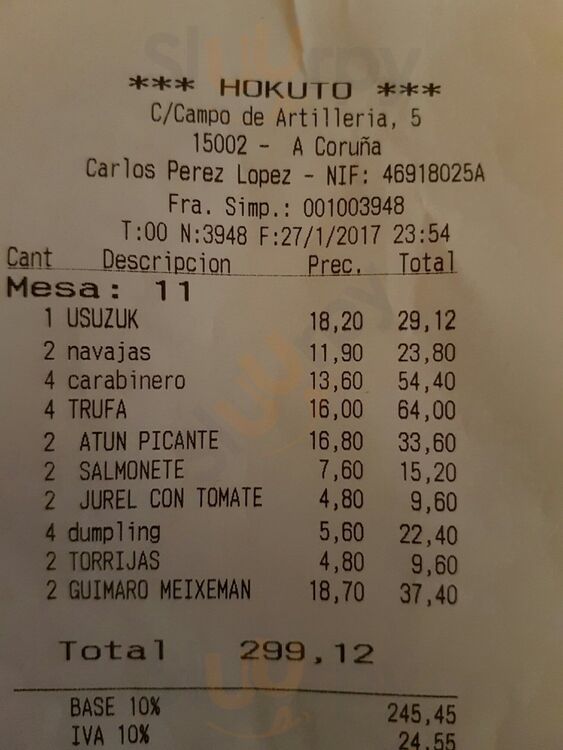 *** HOKUTO ***
C/Campo de Artilleria, 5
15002 - A Coruña
Carlos Perez Lopez - NIF: 46918025A
Fra. Simp.: 001003948
T:00 N:3948 F:27/1/2017 23:54
Cant Descripcion Prec. Total
Mesa: 11
1 USUZUK 18,20 29,12
2 navajas 11,90 23,80
4 carabinero 13,60 54,40
4 TRUFA 16,00 64,00
2 ATUN PICANTE 16,80 33,60
2 SALMONETE 7,60 15,20
2 JUREL CON TOMATE 4,80 9,60
4 dumpling 5,60 22,40
2 TORRIJAS 4,80 9,60
2 GUIMARO MEIXEMAN 18,70 37,40
Total 299,12
BASE 10% 245,45
IVA 10% 24,55